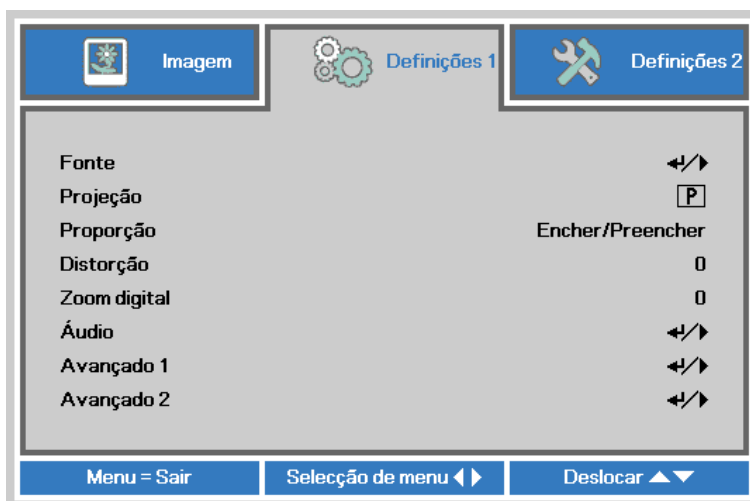 Imagem Definições 1 Definições 2
Fonte ↵/▶
Projeção P
Proporção Encher/Preencher
Distorção 0
Zoom digital 0
Áudio ↵/▶
Avançado 1 ↵/▶
Avançado 2 ↵/▶
Menu = Sair Selecção de menu ◀▶ Deslocar ▲▼